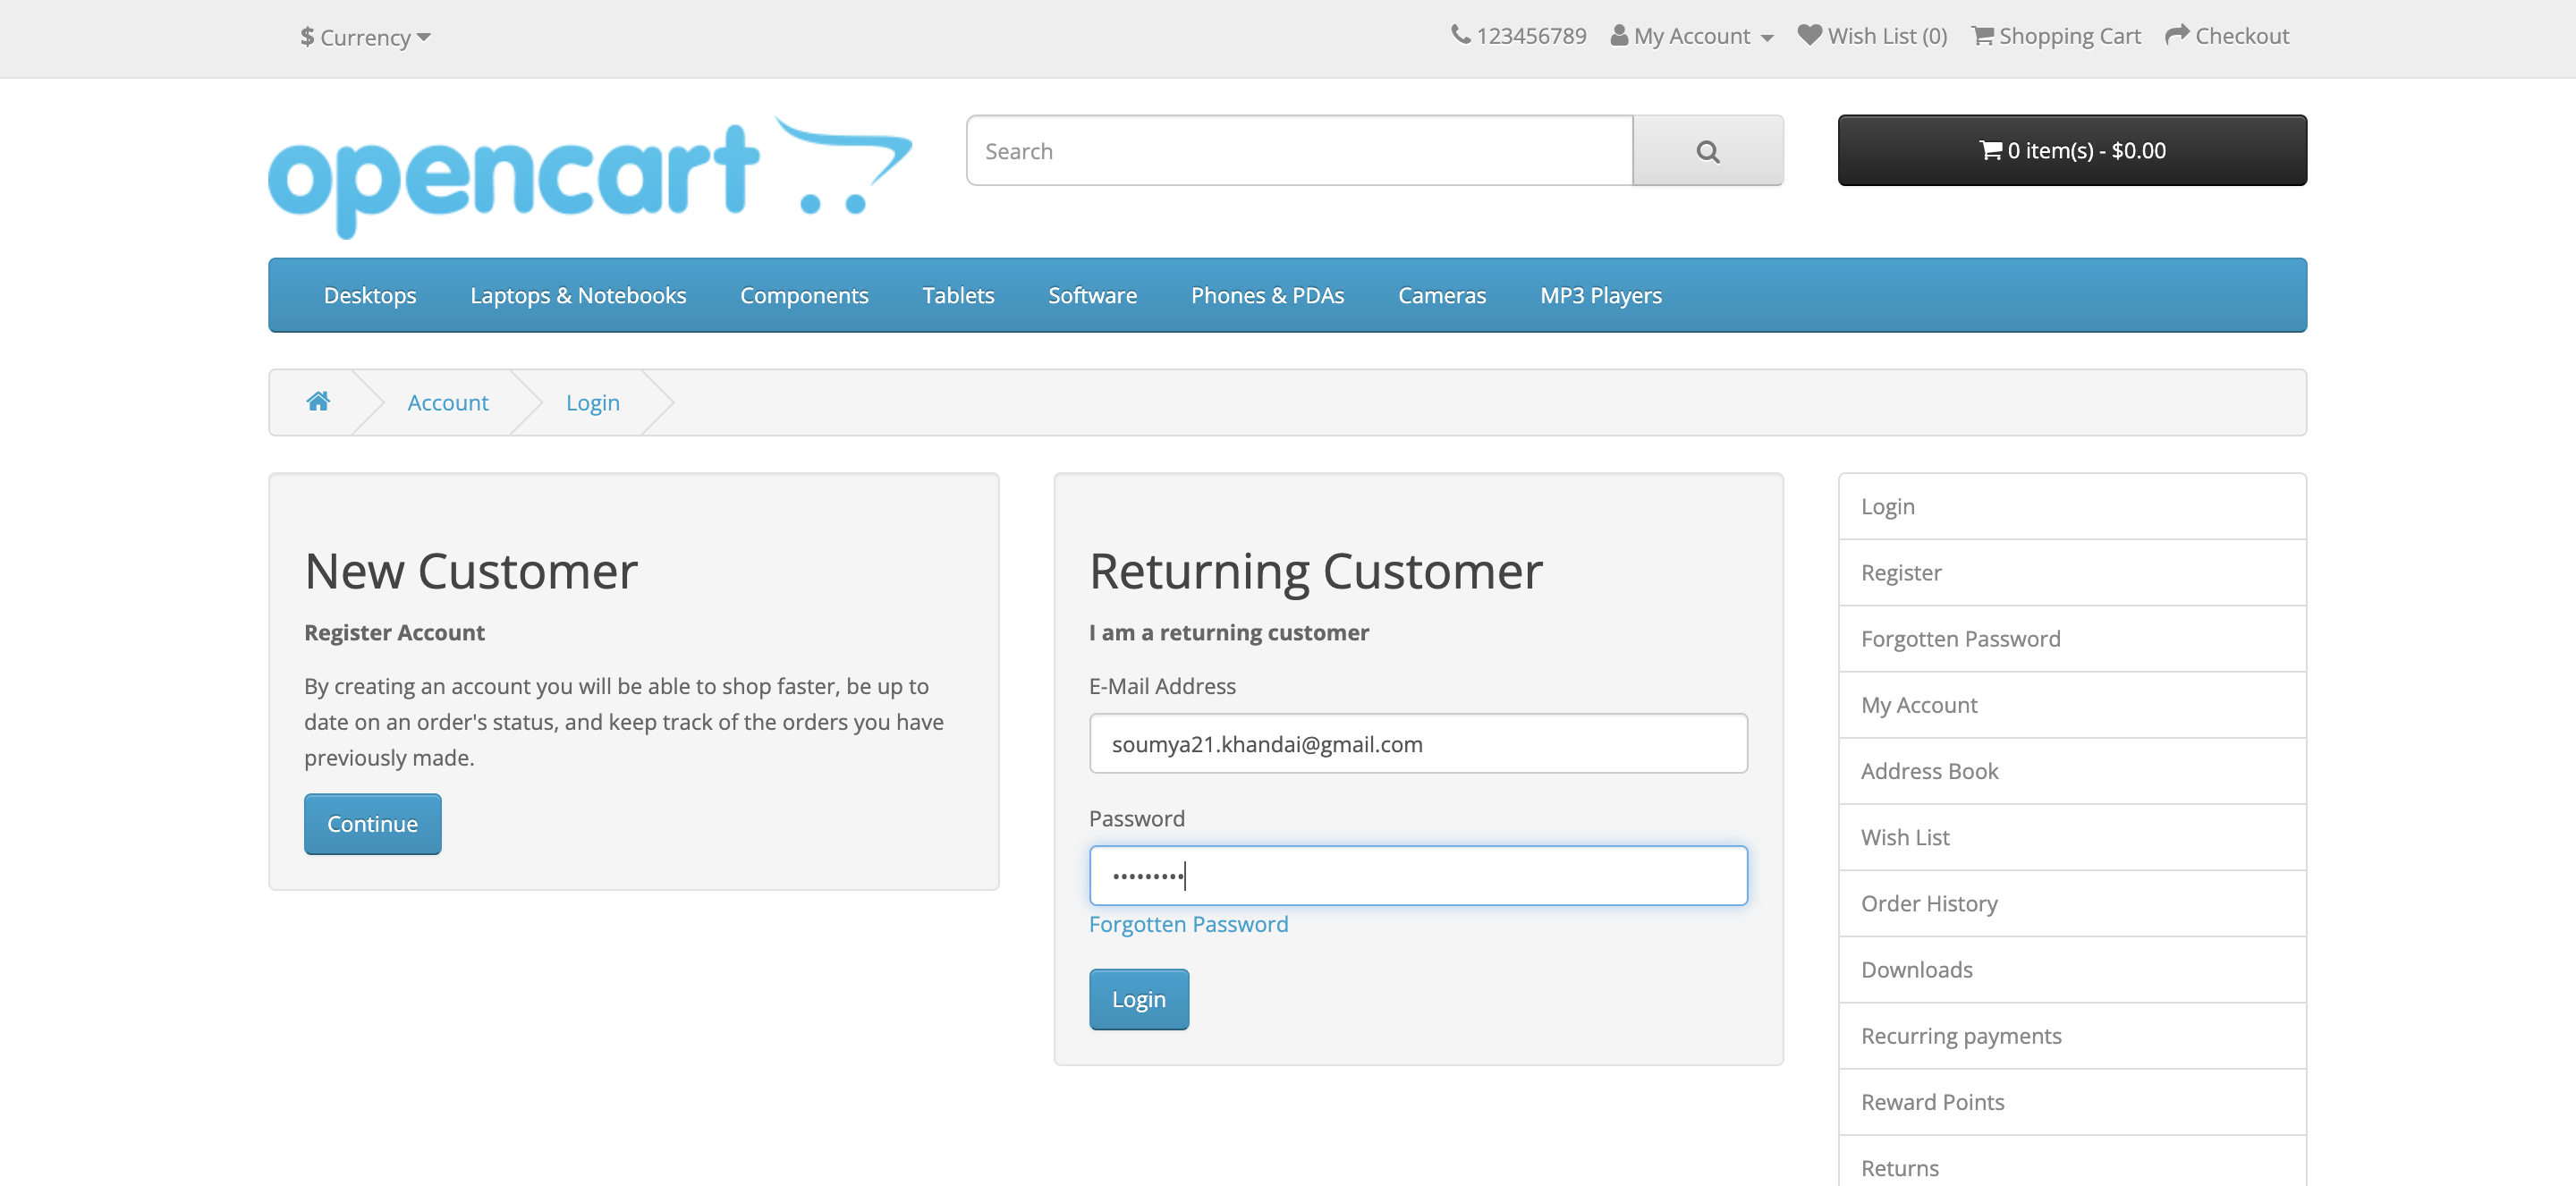 $ Currency
123456789 My Account Wish List (0) Shopping Cart Checkout
opencart
Search
0 item(s) - $0.00
Desktops Laptops & Notebooks Components Tablets Software Phones & PDAs Cameras MP3 Players
Account Login
New Customer
Register Account
By creating an account you will be able to shop faster, be up to
date on an order's status, and keep track of the orders you have
previously made.
Continue
Returning Customer
I am a returning customer
E-Mail Address
soumya21.khandai@gmail.com
Password
•••••••••
Forgotten Password
Login
Login
Register
Forgotten Password
My Account
Address Book
Wish List
Order History
Downloads
Recurring payments
Reward Points
Returns